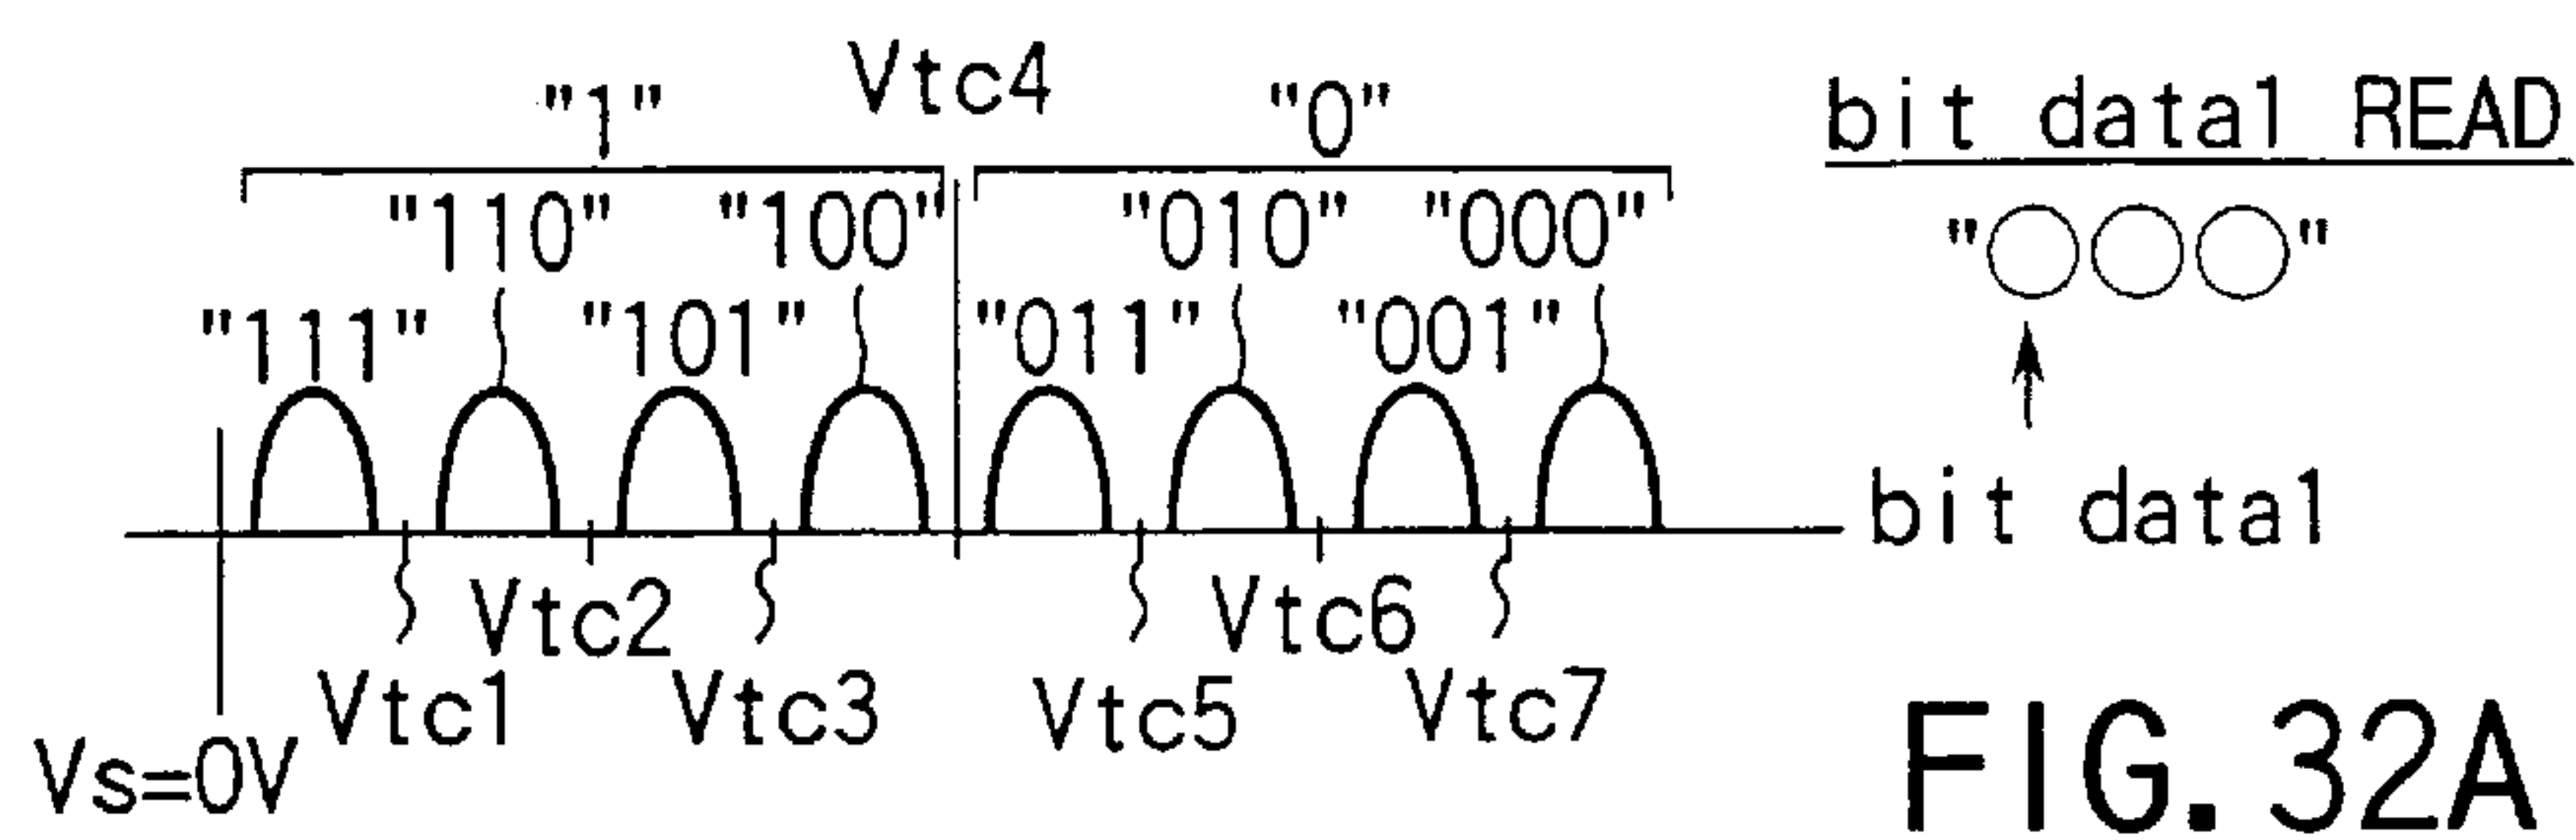 Vtc4
"1" "0" bit data1 READ
"110" "100" "010" "000" "○○○"
"111" "101" "011" "001"
bit data1
Vtc2 Vtc6
Vtc1 Vtc3 Vtc5 Vtc7
Vs=0V
FIG. 32A